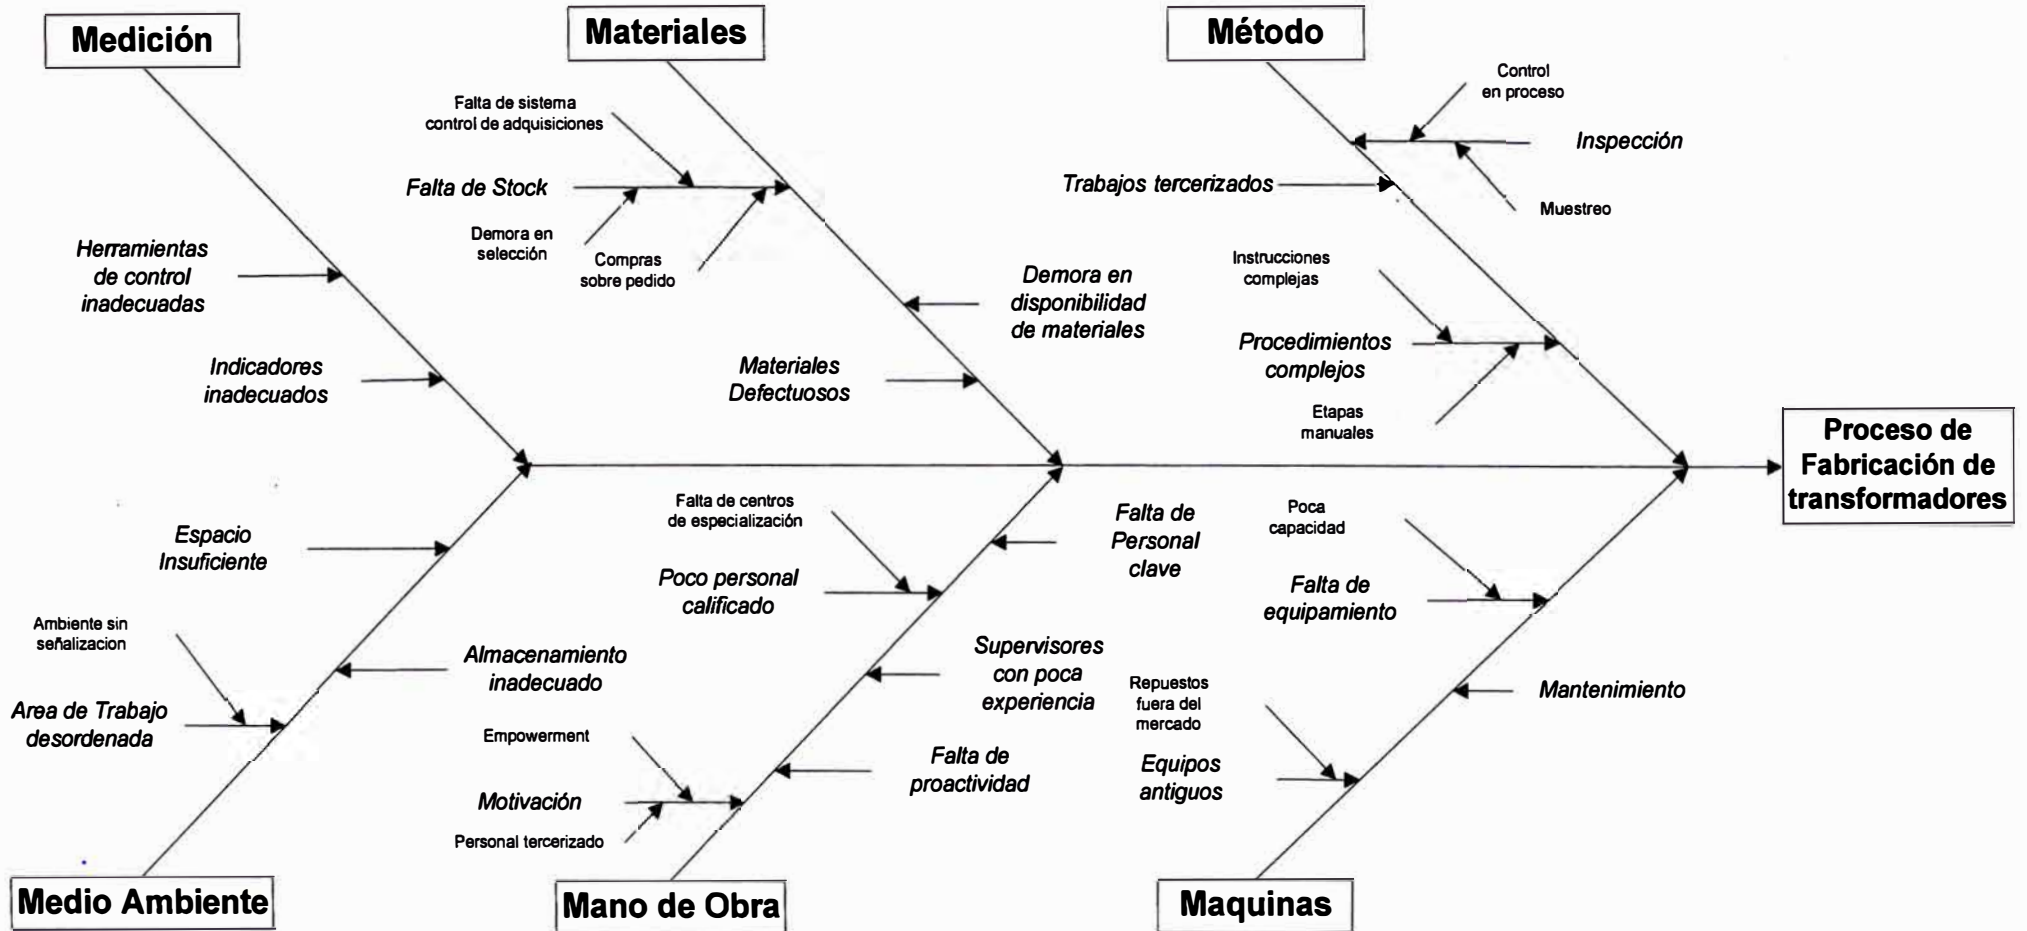 Medición
Materiales
Método
Falta de sistema
control de adquisiciones
Control
en proceso
Inspección
Falta de Stock
Trabajos tercerizados
Muestreo
Demora en
selección
Compras
sobre pedido
Herramientas
de control
inadecuadas
Demora en
disponibilidad
de materiales
Instrucciones
complejas
Indicadores
inadecuados
Materiales
Defectuosos
Procedimientos
complejos
Etapas
manuales
Proceso de
Fabricación de
transformadores
Espacio
Insuficiente
Falta de centros
de especialización
Falta de
Personal
clave
Poca
capacidad
Poco personal
calificado
Falta de
equipamiento
Ambiente sin
señalizacion
Almacenamiento
inadecuado
Supervisores
con poca
experiencia
Repuestos
fuera del
mercado
Mantenimiento
Area de Trabajo
desordenada
Empowerment
Falta de
proactividad
Equipos
antiguos
Motivación
Personal tercerizado
Medio Ambiente
Mano de Obra
Maquinas